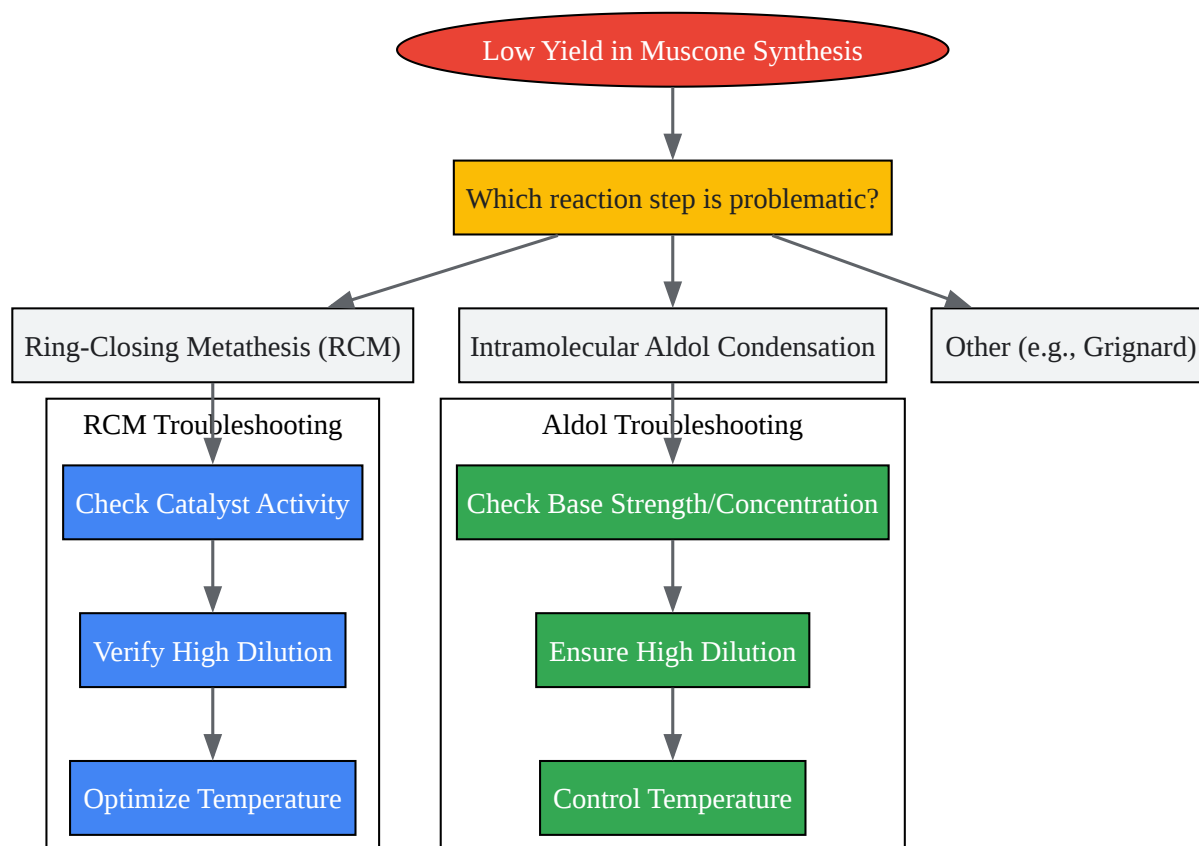 Low Yield in Muscone Synthesis
Which reaction step is problematic?
Ring-Closing Metathesis (RCM)
Intramolecular Aldol Condensation
Other (e.g., Grignard)
RCM Troubleshooting
Aldol Troubleshooting
Check Catalyst Activity
Check Base Strength/Concentration
Verify High Dilution
Ensure High Dilution
Optimize Temperature
Control Temperature